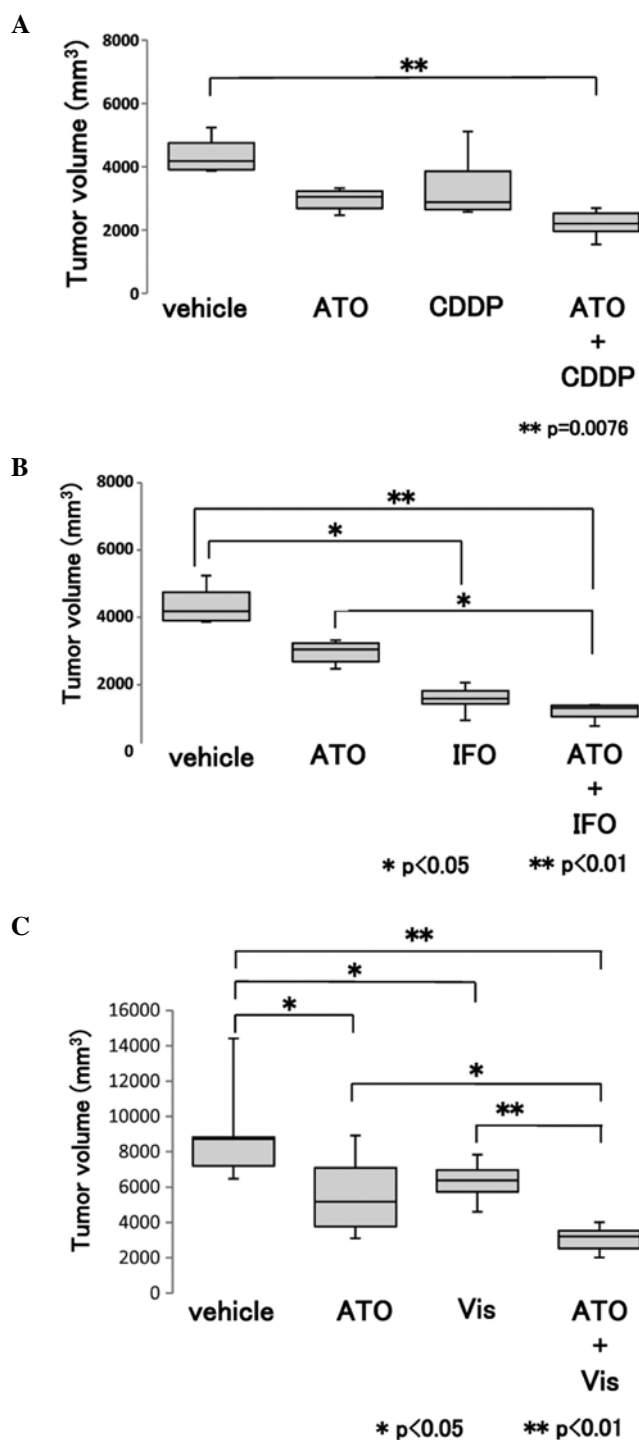 A
Tumor volume (mm³)
8000
6000
4000
2000
0
**
vehicle ATO CDDP ATO
+
CDDP
** p=0.0076
B
Tumor volume (mm³)
8000
6000
4000
2000
0
**
*
*
vehicle ATO IFO ATO
+
IFO
* p<0.05 ** p<0.01
C
Tumor volume (mm³)
16000
14000
12000
10000
8000
6000
4000
2000
0
**
*
*
*
**
vehicle ATO Vis ATO
+
Vis
* p<0.05 ** p<0.01